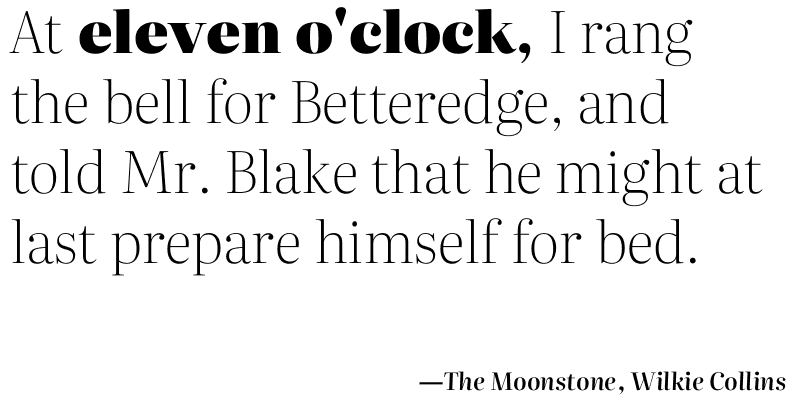 At eleven o'clock, I rang
the bell for Betteredge, and
told Mr. Blake that he might at
last prepare himself for bed.
—The Moonstone, Wilkie Collins